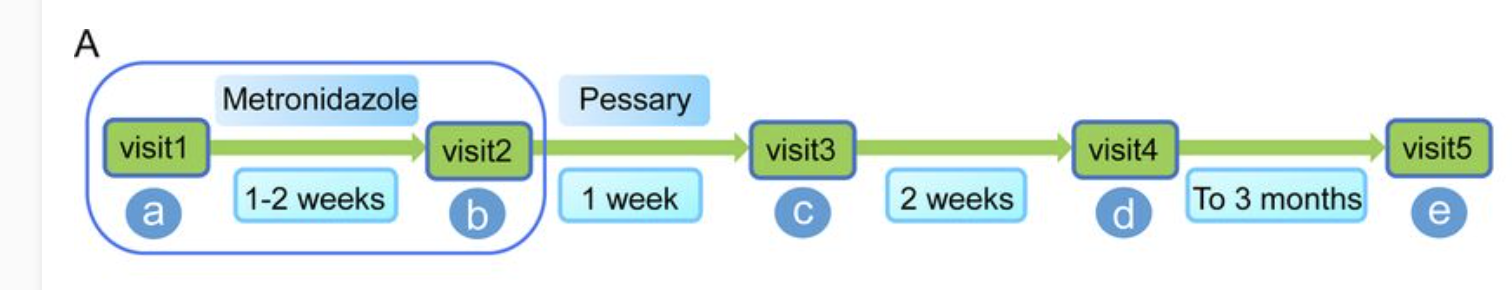 A
Metronidazole
Pessary
visit1
visit2
visit3
visit4
visit5
1-2 weeks
1 week
2 weeks
To 3 months
a
b
c
d
e